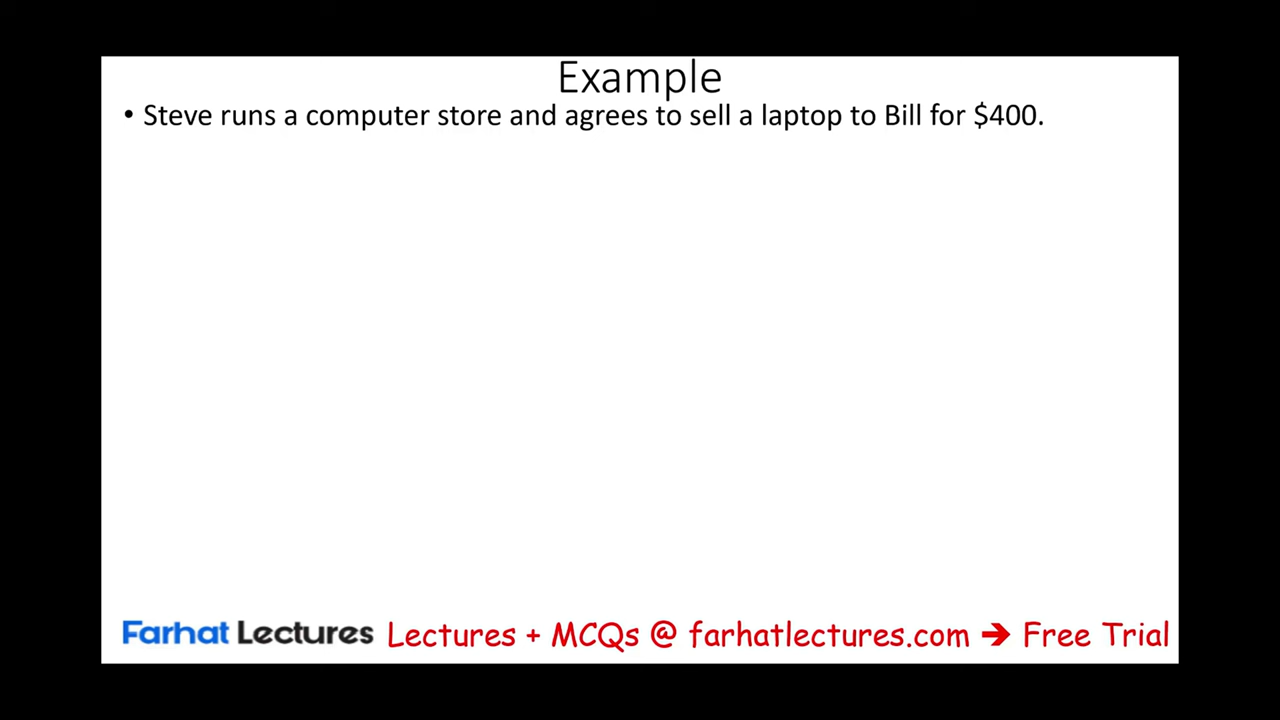 Example
• Steve runs a computer store and agrees to sell a laptop to Bill for $400.
Farhat Lectures Lectures + MCQs @ farhatlectures.com ➔ Free Trial